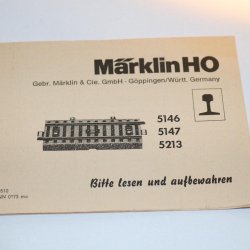 Märklin HO
Gebr. Märklin & Cie. GmbH · Göppingen/Württ. Germany
5146
5147
5213
Bitte lesen und aufbewahren